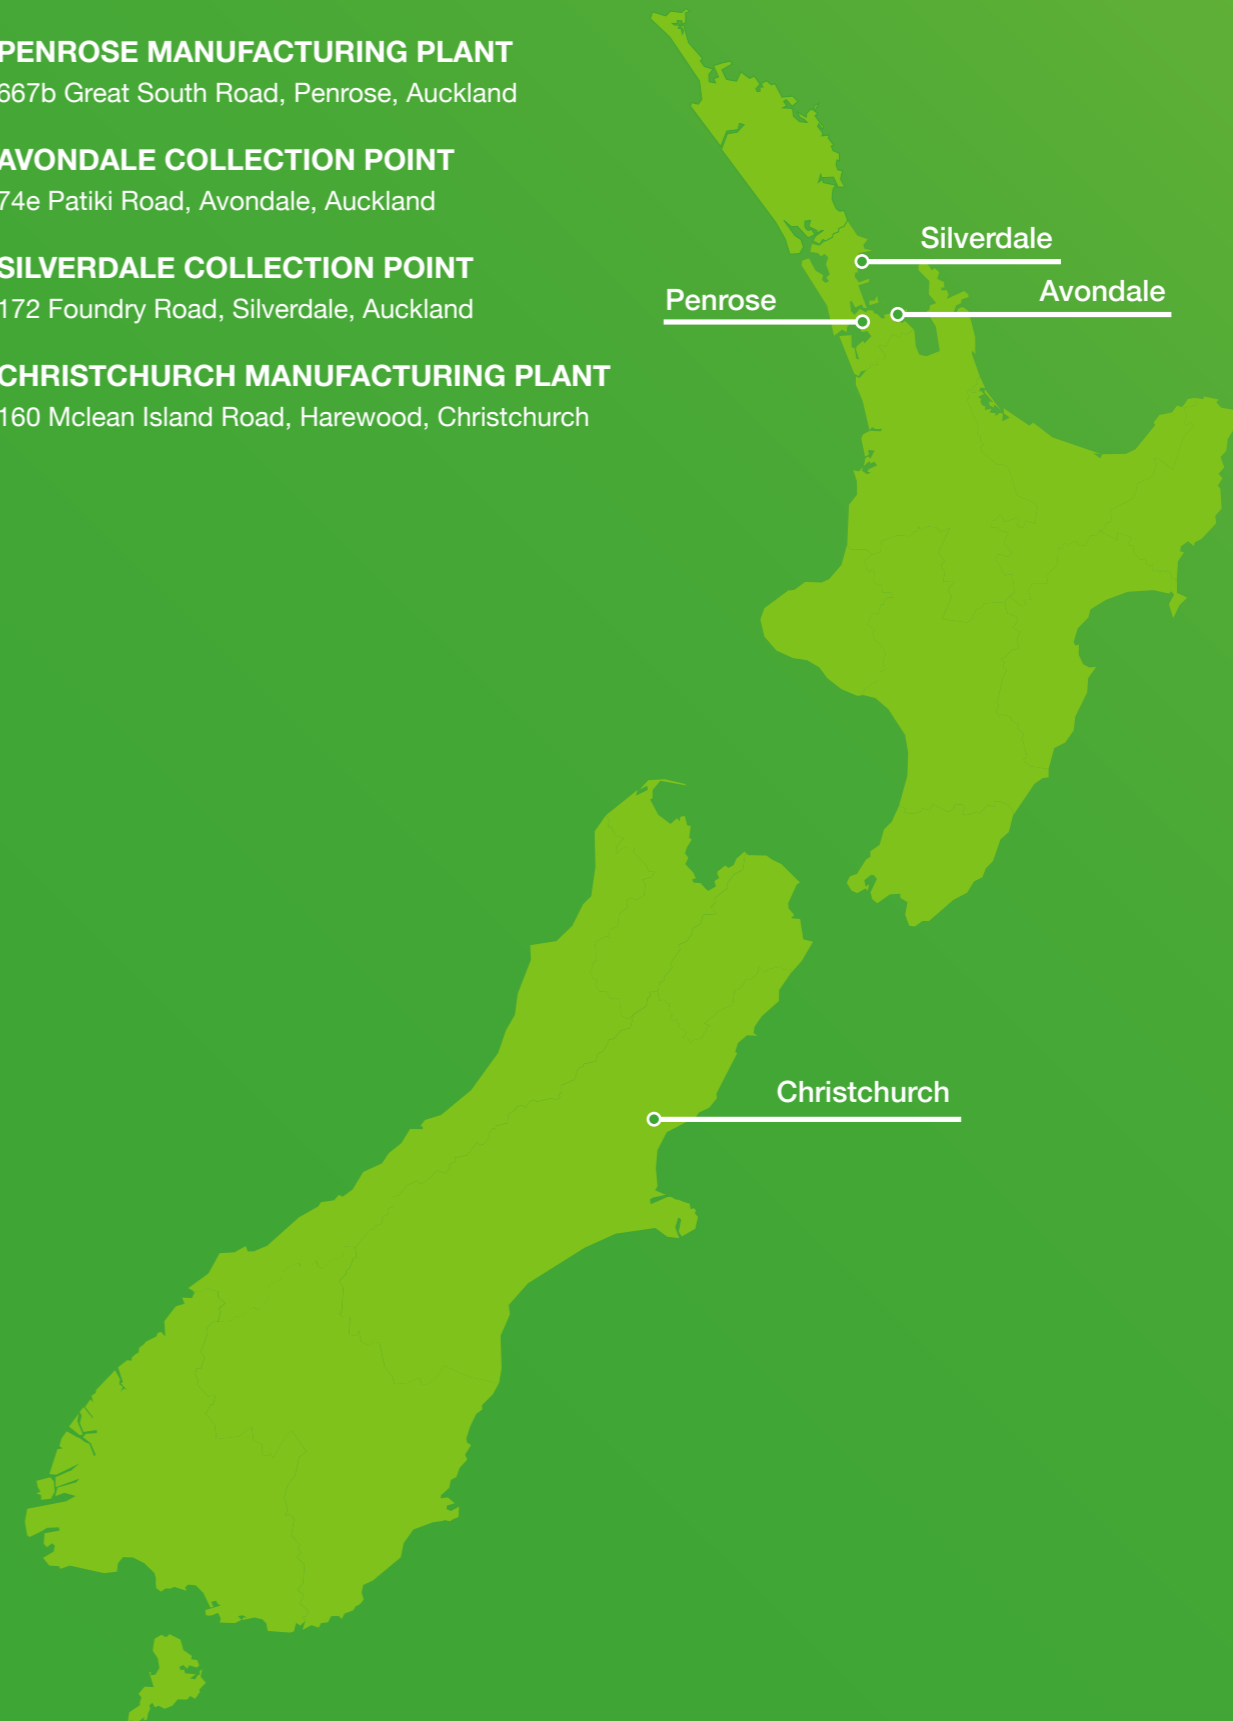 PENROSE MANUFACTURING PLANT
667b Great South Road, Penrose, Auckland
AVONDALE COLLECTION POINT
74e Patiki Road, Avondale, Auckland
SILVERDALE COLLECTION POINT
172 Foundry Road, Silverdale, Auckland
CHRISTCHURCH MANUFACTURING PLANT
160 Mclean Island Road, Harewood, Christchurch
Silverdale
Avondale
Penrose
Christchurch